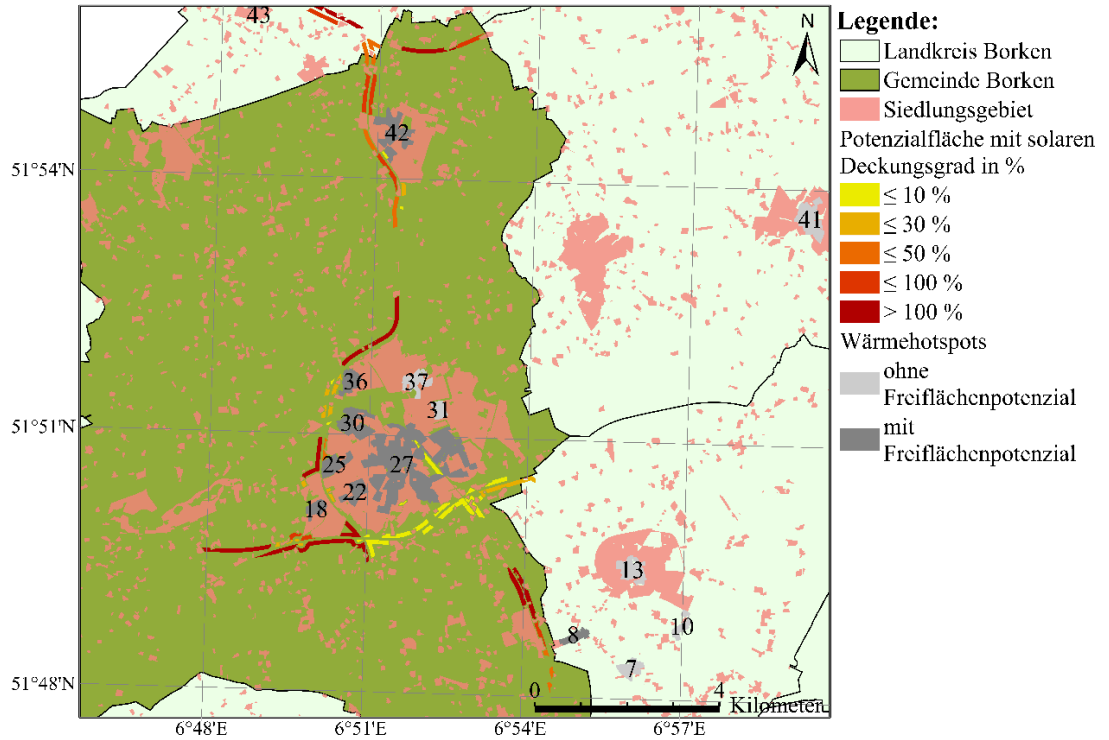 43
N
42
51°54'N
41
36
37
31
30
51°51'N
25
27
22
18
13
10
8
7
51°48'N
0
4
Kilometer
6°48'E
6°51'E
6°54'E
6°57'E
Legende:
Landkreis Borken
Gemeinde Borken
Siedlungsgebiet
Potenzialfläche mit solaren
Deckungsgrad in %
≤ 10 %
≤ 30 %
≤ 50 %
≤ 100 %
> 100 %
Wärmehotspots
ohne
Freiflächenpotenzial
mit
Freiflächenpotenzial